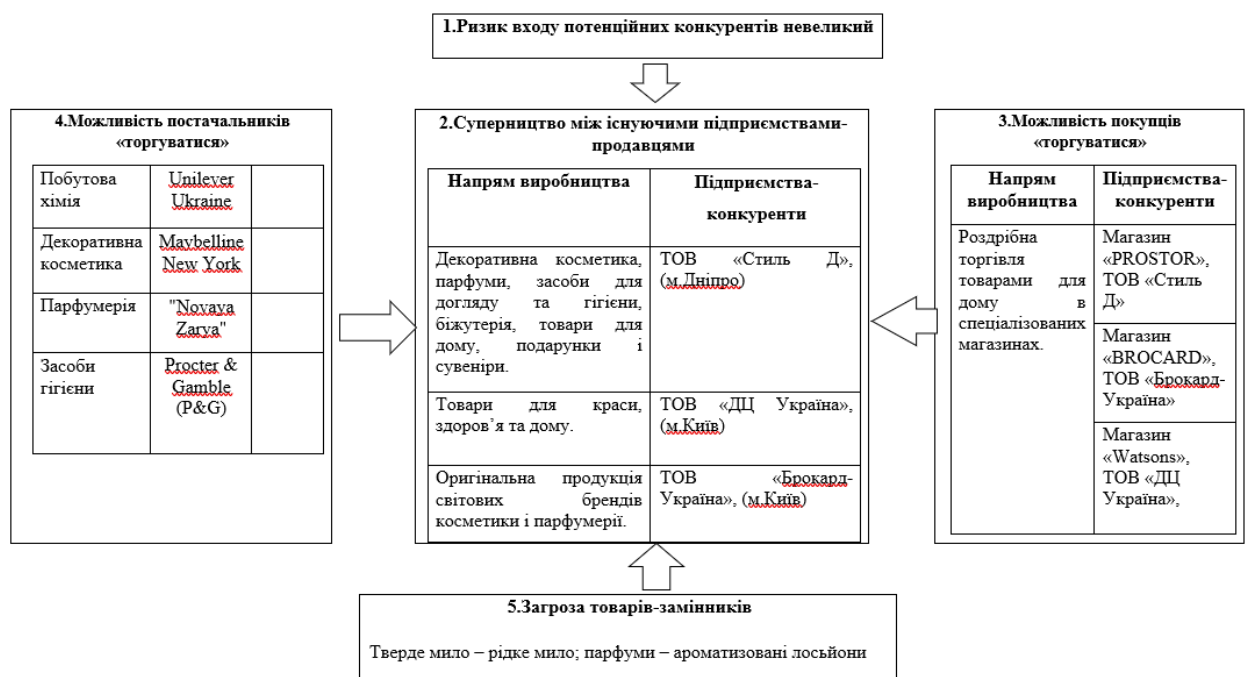 1.Ризик входу потенційних конкурентів невеликий
4.Можливість постачальників
«торгуватися»
Побутова
хімія
Unilever
Ukraine
Декоративна
косметика
Maybelline
New York
Парфумерія
"Novaya
Zarya"
Засоби
гігієни
Procter &
Gamble
(P&G)
2.Суперництво між існуючими підприємствами-
продавцями
Напрям виробництва
Підприємства-
конкуренти
Декоративна косметика,
парфуми, засоби для
догляду та гігієни,
біжутерія, товари для
дому, подарунки і
сувеніри.
ТОВ «Стиль Д»,
(м.Дніпро)
Товари для краси,
здоров’я та дому.
ТОВ «ДЦ Україна»,
(м.Київ)
Оригінальна продукція
світових брендів
косметики і парфумерії.
ТОВ «Брокард-
Україна», (м.Київ)
3.Можливість покупців
«торгуватися»
Напрям
виробництва
Підприємства-
конкуренти
Роздрібна
торгівля
товарами для
дому в
спеціалізованих
магазинах.
Магазин
«PROSTOR»,
ТОВ «Стиль
Д»
Магазин
«BROCARD»,
ТОВ «Брокард-
Україна»
Магазин
«Watsons»,
ТОВ «ДЦ
Україна»,
5.Загроза товарів-замінників
Тверде мило – рідке мило; парфуми – ароматизовані лосьйони